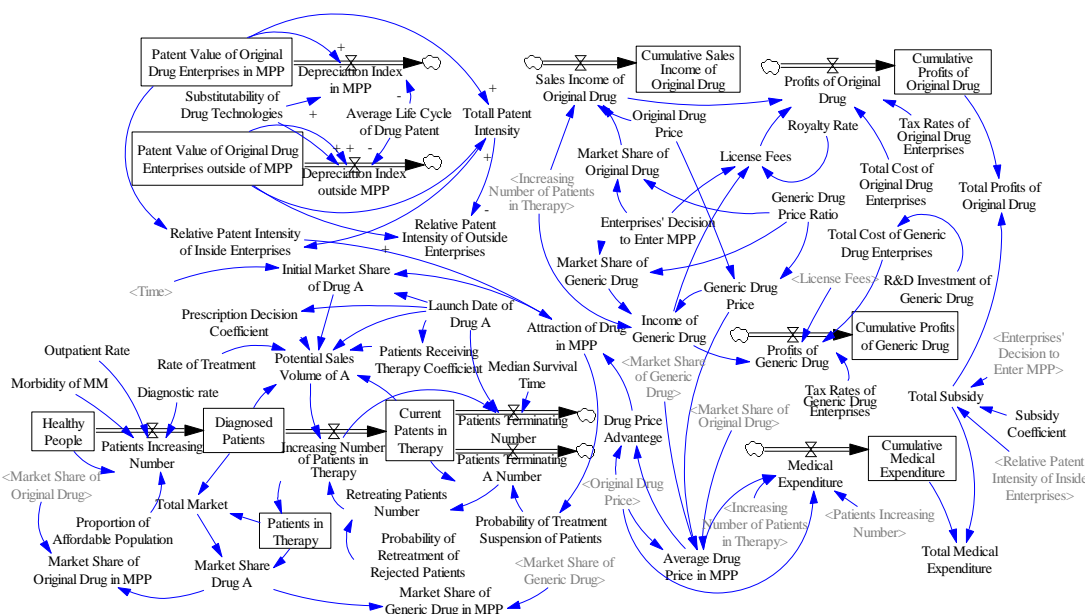 Patent Value of Original
Drug Enterprises in MPP
+
Depreciation Index
in MPP
Substitutability of
Drug Technologies
+
-
Average Life Cycle
of Drug Patent
+
Total Patent
Intensity
Patent Value of Original Drug
Enterprises outside of MPP
+ + -
Depreciation Index
outside MPP
+
-
Relative Patent Intensity
of Inside Enterprises
Relative Patent
Intensity of Outside
Enterprises
+
Cumulative Sales
Income of
Original Drug
Sales Income of
Original Drug
Original Drug
Price
Profits of Original
Drug
Cumulative
Profits of
Original Drug
Royalty Rate
Tax Rates of
Original Drug
Enterprises
Market Share of
Original Drug
License Fees
<Increasing
Number of Patients
in Therapy>
Total Cost of
Original Drug
Enterprises
Total Profits of
Original Drug
Enterprises' Decision
to Enter MPP
Generic Drug
Price Ratio
Total Cost of Generic
Drug Enterprises
Market Share of
Generic Drug
<License Fees>
R&D Investment of
Generic Drug
Generic Drug
Price
<Time>
Initial Market Share
of Drug A
Prescription Decision
Coefficient
Launch Date of
Drug A
Attraction of Drug
in MPP
Income of
Generic Drug
Profits of
Generic Drug
Cumulative Profits
of Generic Drug
Outpatient Rate
Rate of Treatment
Potential Sales
Volume of A
Patients Receiving
Therapy Coefficient
Median Survival
Time
<Market Share
of Generic
Drug>
Tax Rates of
Generic Drug
Enterprises
<Enterprises'
Decision to
Enter MPP>
Morbidity of MM
Diagnostic rate
Total Subsidy
Subsidy
Coefficient
Healthy
People
Patients Increasing
Number
Diagnosed
Patients
Increasing Number
of Patients in
Therapy
Current
Patents in
Therapy
Patients Terminating
Number
Patients Terminating
A Number
Drug Price
Advantege
<Market Share of
Original Drug>
Medical
Expenditure
Cumulative
Medical
Expenditure
<Relative Patent
Intensity of Inside
Enterprises>
<Market Share of
Original Drug>
Total Market
Retreating Patients
Number
<Original Drug
Price>
<Increasing
Number of Patients
in Therapy>
<Patients Increasing
Number>
Proportion of
Affordable Population
Patients in
Therapy
Probability of Treatment
Suspension of Patients
Market Share of
Original Drug in MPP
Market Share
Drug A
Probability of
Retreatment of
Rejected Patients
<Market Share of
Generic Drug>
Average Drug
Price in MPP
Total Medical
Expenditure
Market Share of
Generic Drug in MPP